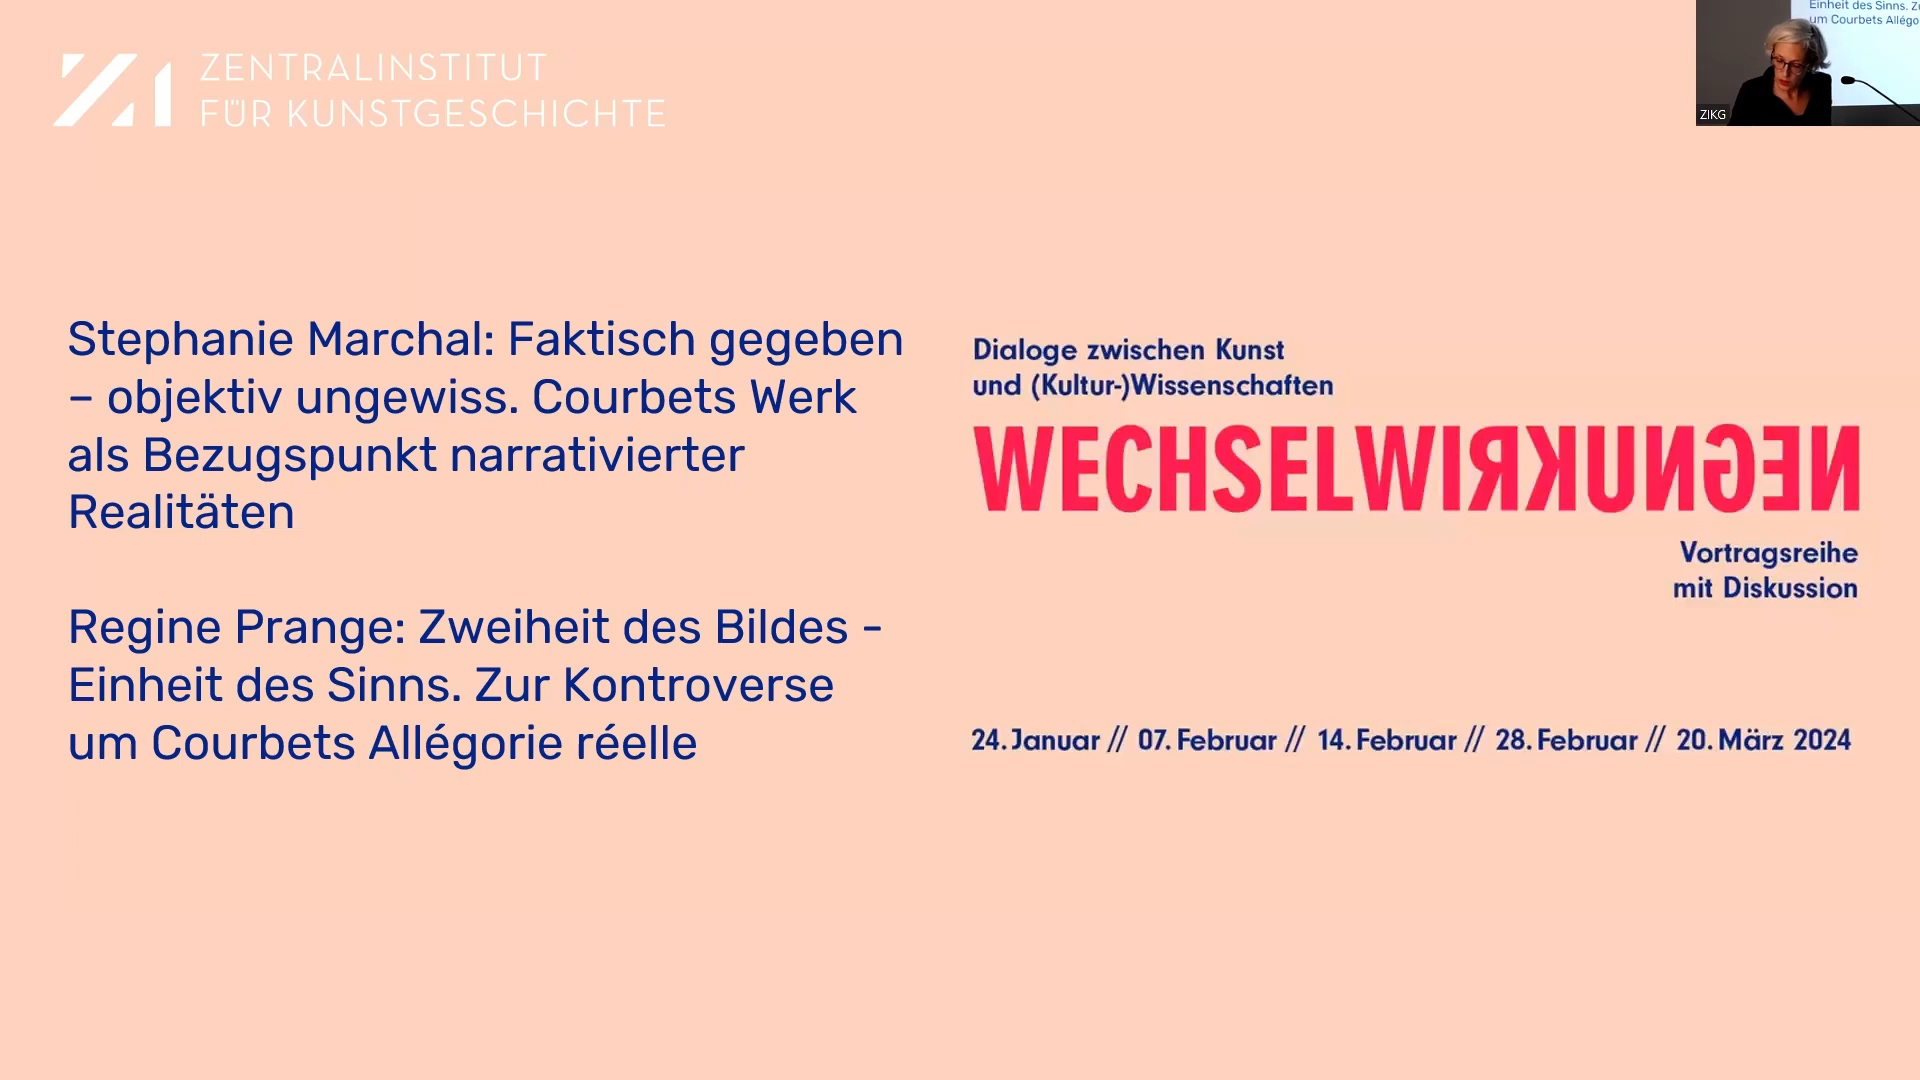 ZENTRALINSTITUT
FÜR KUNSTGESCHICHTE
Einheit des Sinns. Z
um Courbets Allégo
ZIKG
Stephanie Marchal: Faktisch gegeben
– objektiv ungewiss. Courbets Werk
als Bezugspunkt narrativierter
Realitäten
Regine Prange: Zweiheit des Bildes -
Einheit des Sinns. Zur Kontroverse
um Courbets Allégorie réelle
Dialoge zwischen Kunst
und (Kultur-)Wissenschaften
WECHSELWIRKUNGEN
Vortragsreihe
mit Diskussion
24. Januar // 07. Februar // 14. Februar // 28. Februar // 20. März 2024